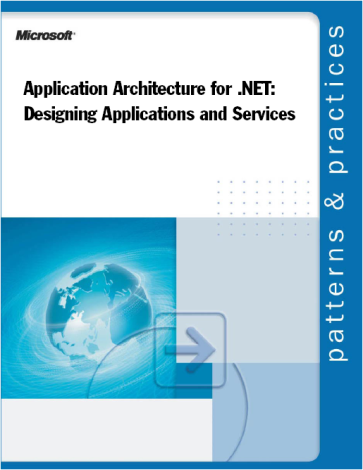 Microsoft®
Application Architecture for .NET:
Designing Applications and Services
patterns & practices